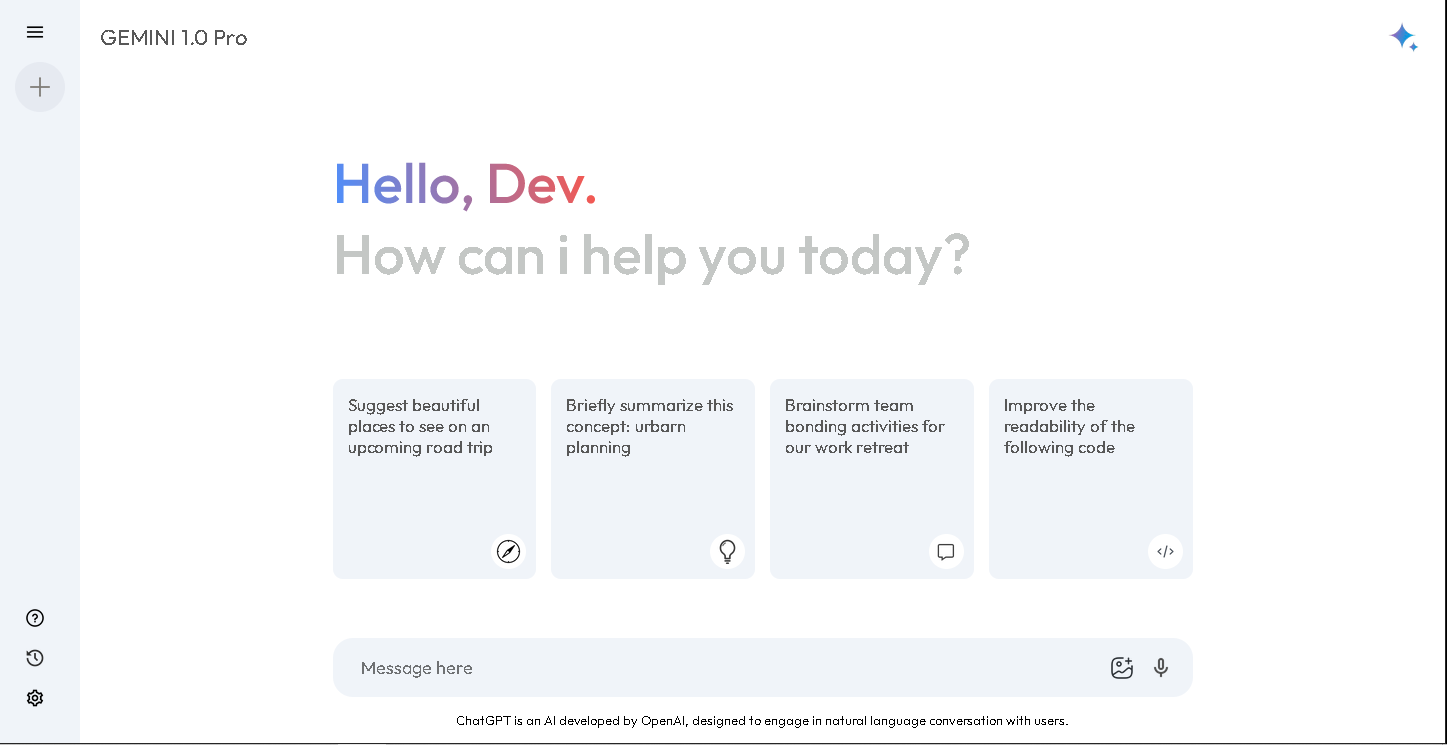 GEMINI 1.0 Pro
Hello, Dev.
How can i help you today?
Suggest beautiful
places to see on an
upcoming road trip
Briefly summarize this
concept: urbarn
planning
Brainstorm team
bonding activities for
our work retreat
Improve the
readability of the
following code
Message here
ChatGPT is an AI developed by OpenAI, designed to engage in natural language conversation with users.